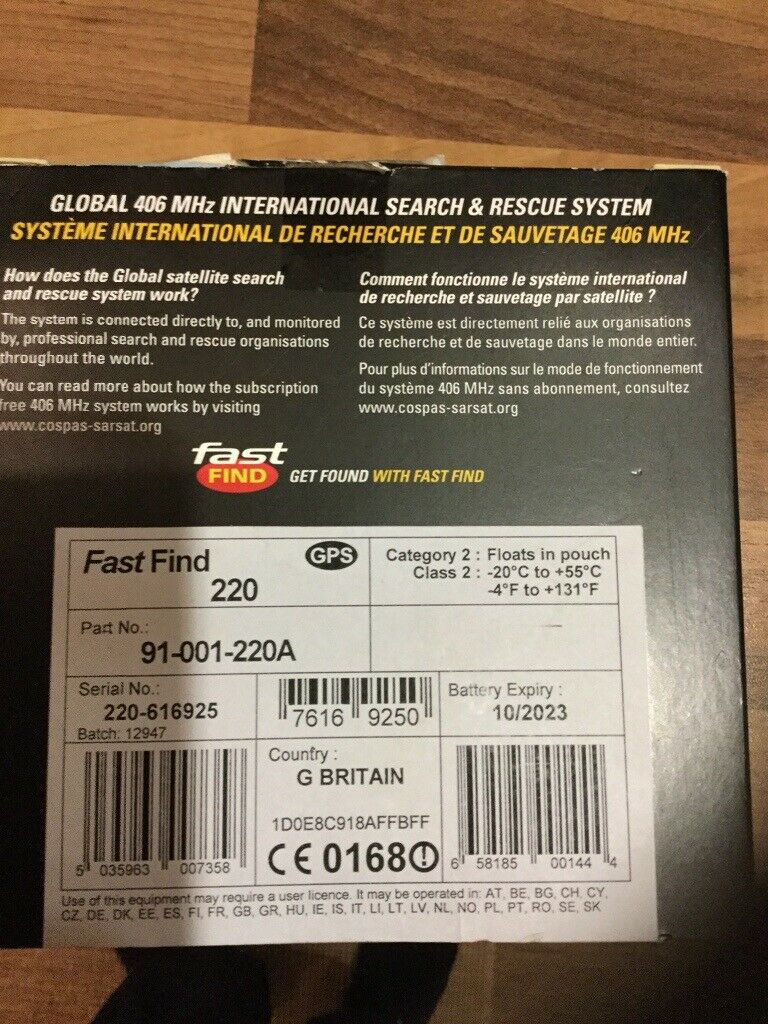 GLOBAL 406 MHz INTERNATIONAL SEARCH & RESCUE SYSTEM
SYSTÈME INTERNATIONAL DE RECHERCHE ET DE SAUVETAGE 406 MHz
How does the Global satellite search
and rescue system work?
The system is connected directly to, and monitored
by, professional search and rescue organisations
throughout the world.
You can read more about how the subscription
free 406 MHz system works by visiting
www.cospas-sarsat.org
Comment fonctionne le système international
de recherche et sauvetage par satellite ?
Ce système est directement relié aux organisations
de recherche et de sauvetage dans le monde entier.
Pour plus d'informations sur le mode de fonctionnement
du système 406 MHz sans abonnement, consultez
www.cospas-sarsat.org
fast
FIND GET FOUND WITH FAST FIND
Fast Find
220
GPS
Category 2 : Floats in pouch
Class 2 : -20°C to +55°C
-4°F to +131°F
Part No.:
91-001-220A
Serial No.:
220-616925
Batch: 12947
7616 9250
Battery Expiry :
10/2023
5 035963 007358
Country :
G BRITAIN
1D0E8C918AFFBFF
CE 0168
6 58185 00144 4
Use of this equipment may require a user licence. It may be operated in: AT, BE, BG, CH, CY,
CZ, DE, DK, EE, ES, FI, FR, GB, GR, HU, IE, IS, IT, LI, LT, LV, NL, NO, PL, PT, RO, SE, SK